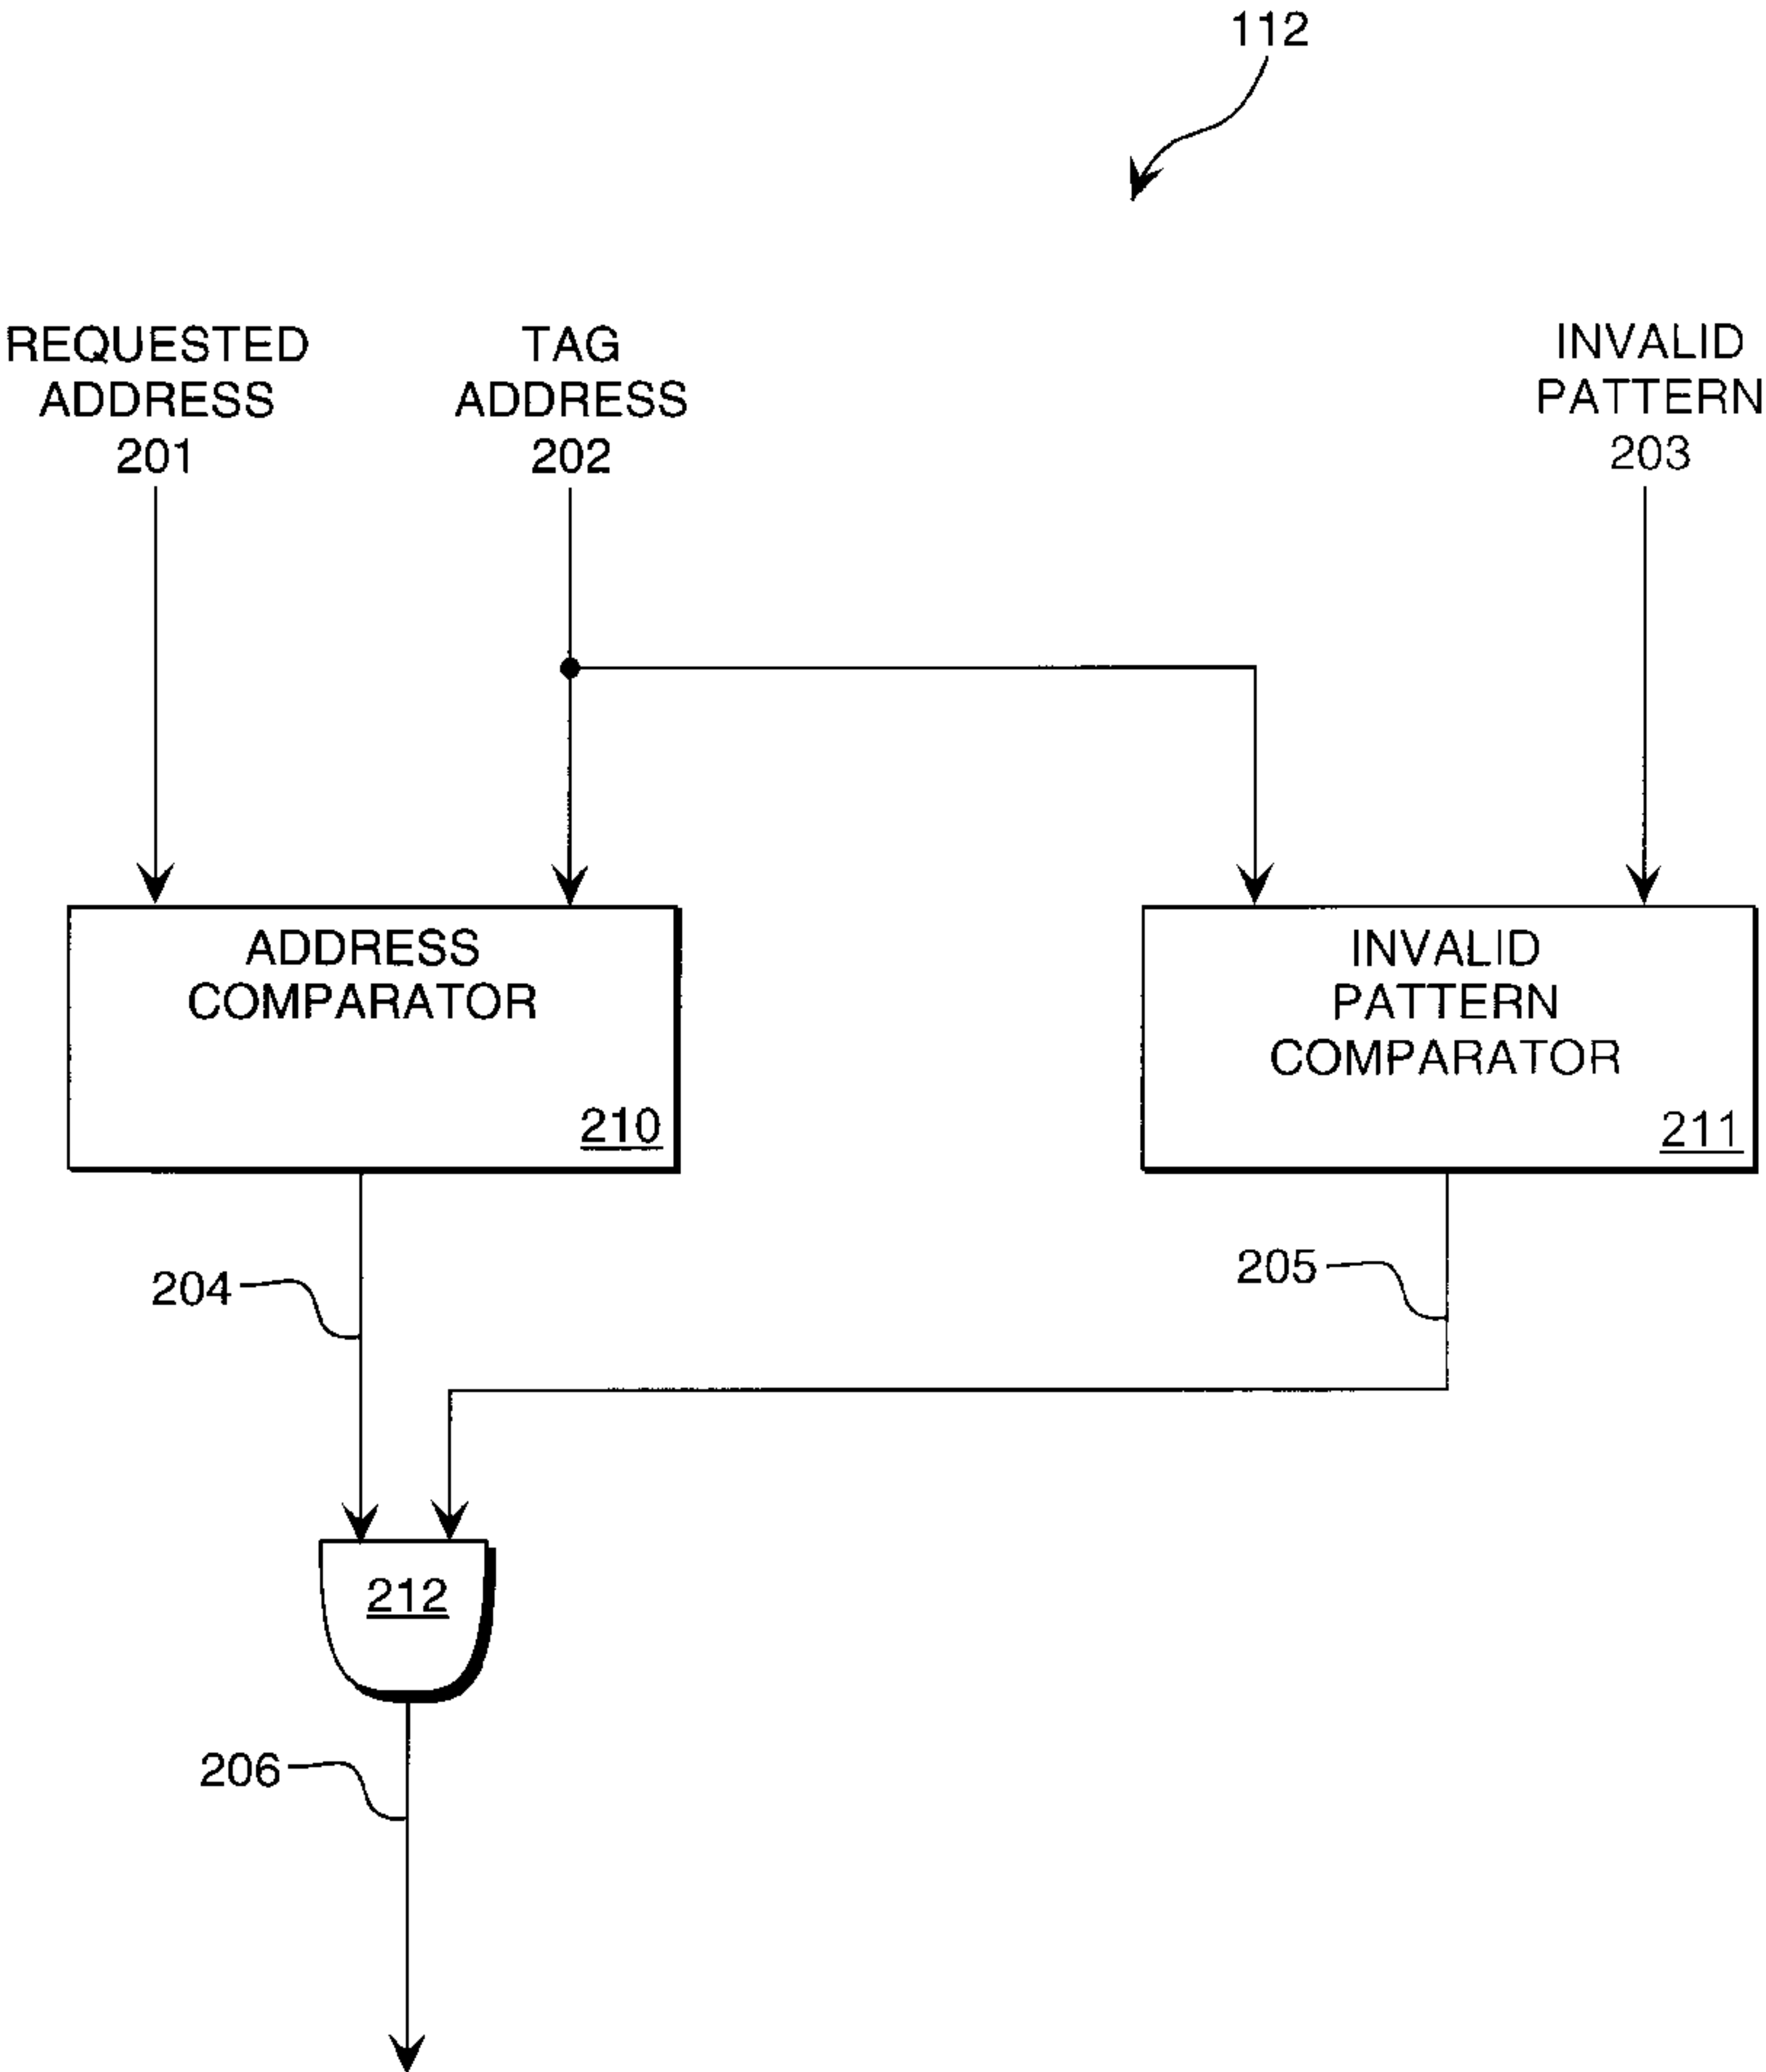 112
REQUESTED
ADDRESS
201
TAG
ADDRESS
202
INVALID
PATTERN
203
ADDRESS
COMPARATOR
210
INVALID
PATTERN
COMPARATOR
211
204
205
212
206